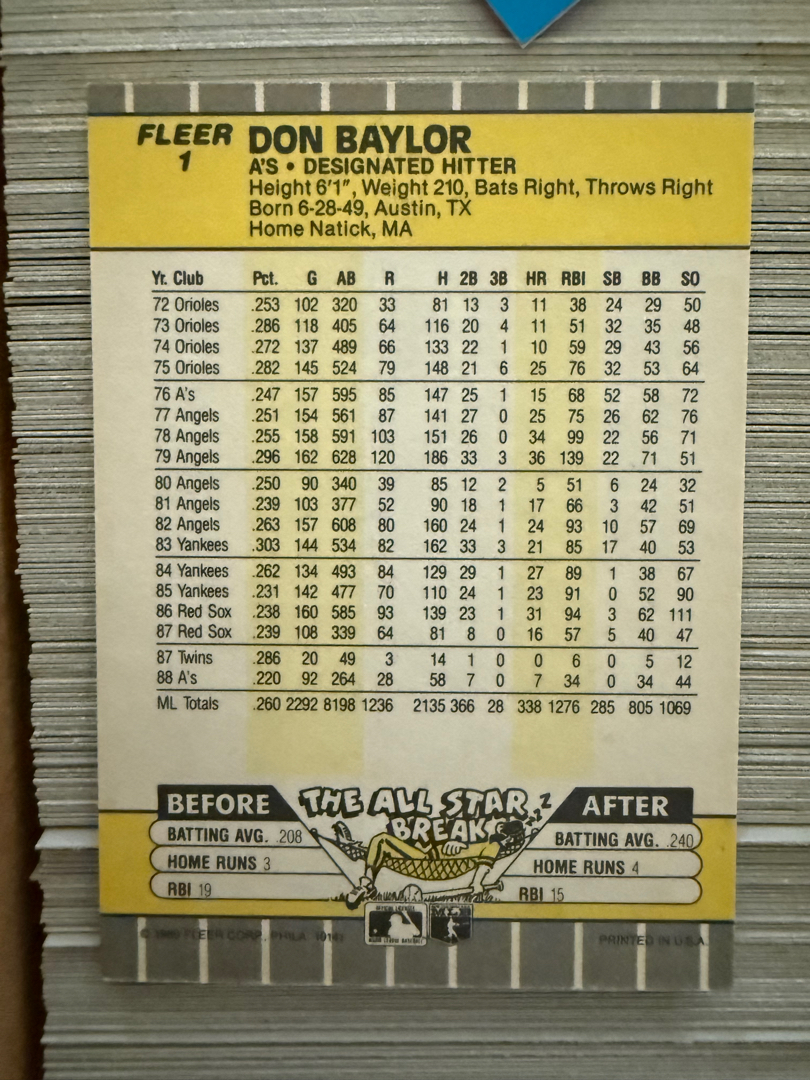 FLEER
1
DON BAYLOR
A'S • DESIGNATED HITTER
Height 6'1", Weight 210, Bats Right, Throws Right
Born 6-28-49, Austin, TX
Home Natick, MA
Yr. Club Pct. G AB R H 2B 3B HR RBI SB BB SO
72 Orioles .253 102 320 33 81 13 3 11 38 24 29 50
73 Orioles .286 118 405 64 116 20 4 11 51 32 35 48
74 Orioles .272 137 489 66 133 22 1 10 59 29 43 56
75 Orioles .282 145 524 79 148 21 6 25 76 32 53 64
76 A's .247 157 595 85 147 25 1 15 68 52 58 72
77 Angels .251 154 561 87 141 27 0 25 75 26 62 76
78 Angels .255 158 591 103 151 26 0 34 99 22 56 71
79 Angels .296 162 628 120 186 33 3 36 139 22 71 51
80 Angels .250 90 340 39 85 12 2 5 51 6 24 32
81 Angels .239 103 377 52 90 18 1 17 66 3 42 51
82 Angels .263 157 608 80 160 24 1 24 93 10 57 69
83 Yankees .303 144 534 82 162 33 3 21 85 17 40 53
84 Yankees .262 134 493 84 129 29 1 27 89 1 38 67
85 Yankees .231 142 477 70 110 24 1 23 91 0 52 90
86 Red Sox .238 160 585 93 139 23 1 31 94 3 62 111
87 Red Sox .239 108 339 64 81 8 0 16 57 5 40 47
87 Twins .286 20 49 3 14 1 0 0 6 0 5 12
88 A's .220 92 264 28 58 7 0 7 34 0 34 44
ML Totals .260 2292 8198 1236 2135 366 28 338 1276 285 805 1069
BEFORE THE ALL STAR BREAK AFTER
BATTING AVG. .208 BATTING AVG. .240
HOME RUNS 3 HOME RUNS 4
RBI 19 RBI 15
FLEER CORP., PHILA. PRINTED IN U.S.A.